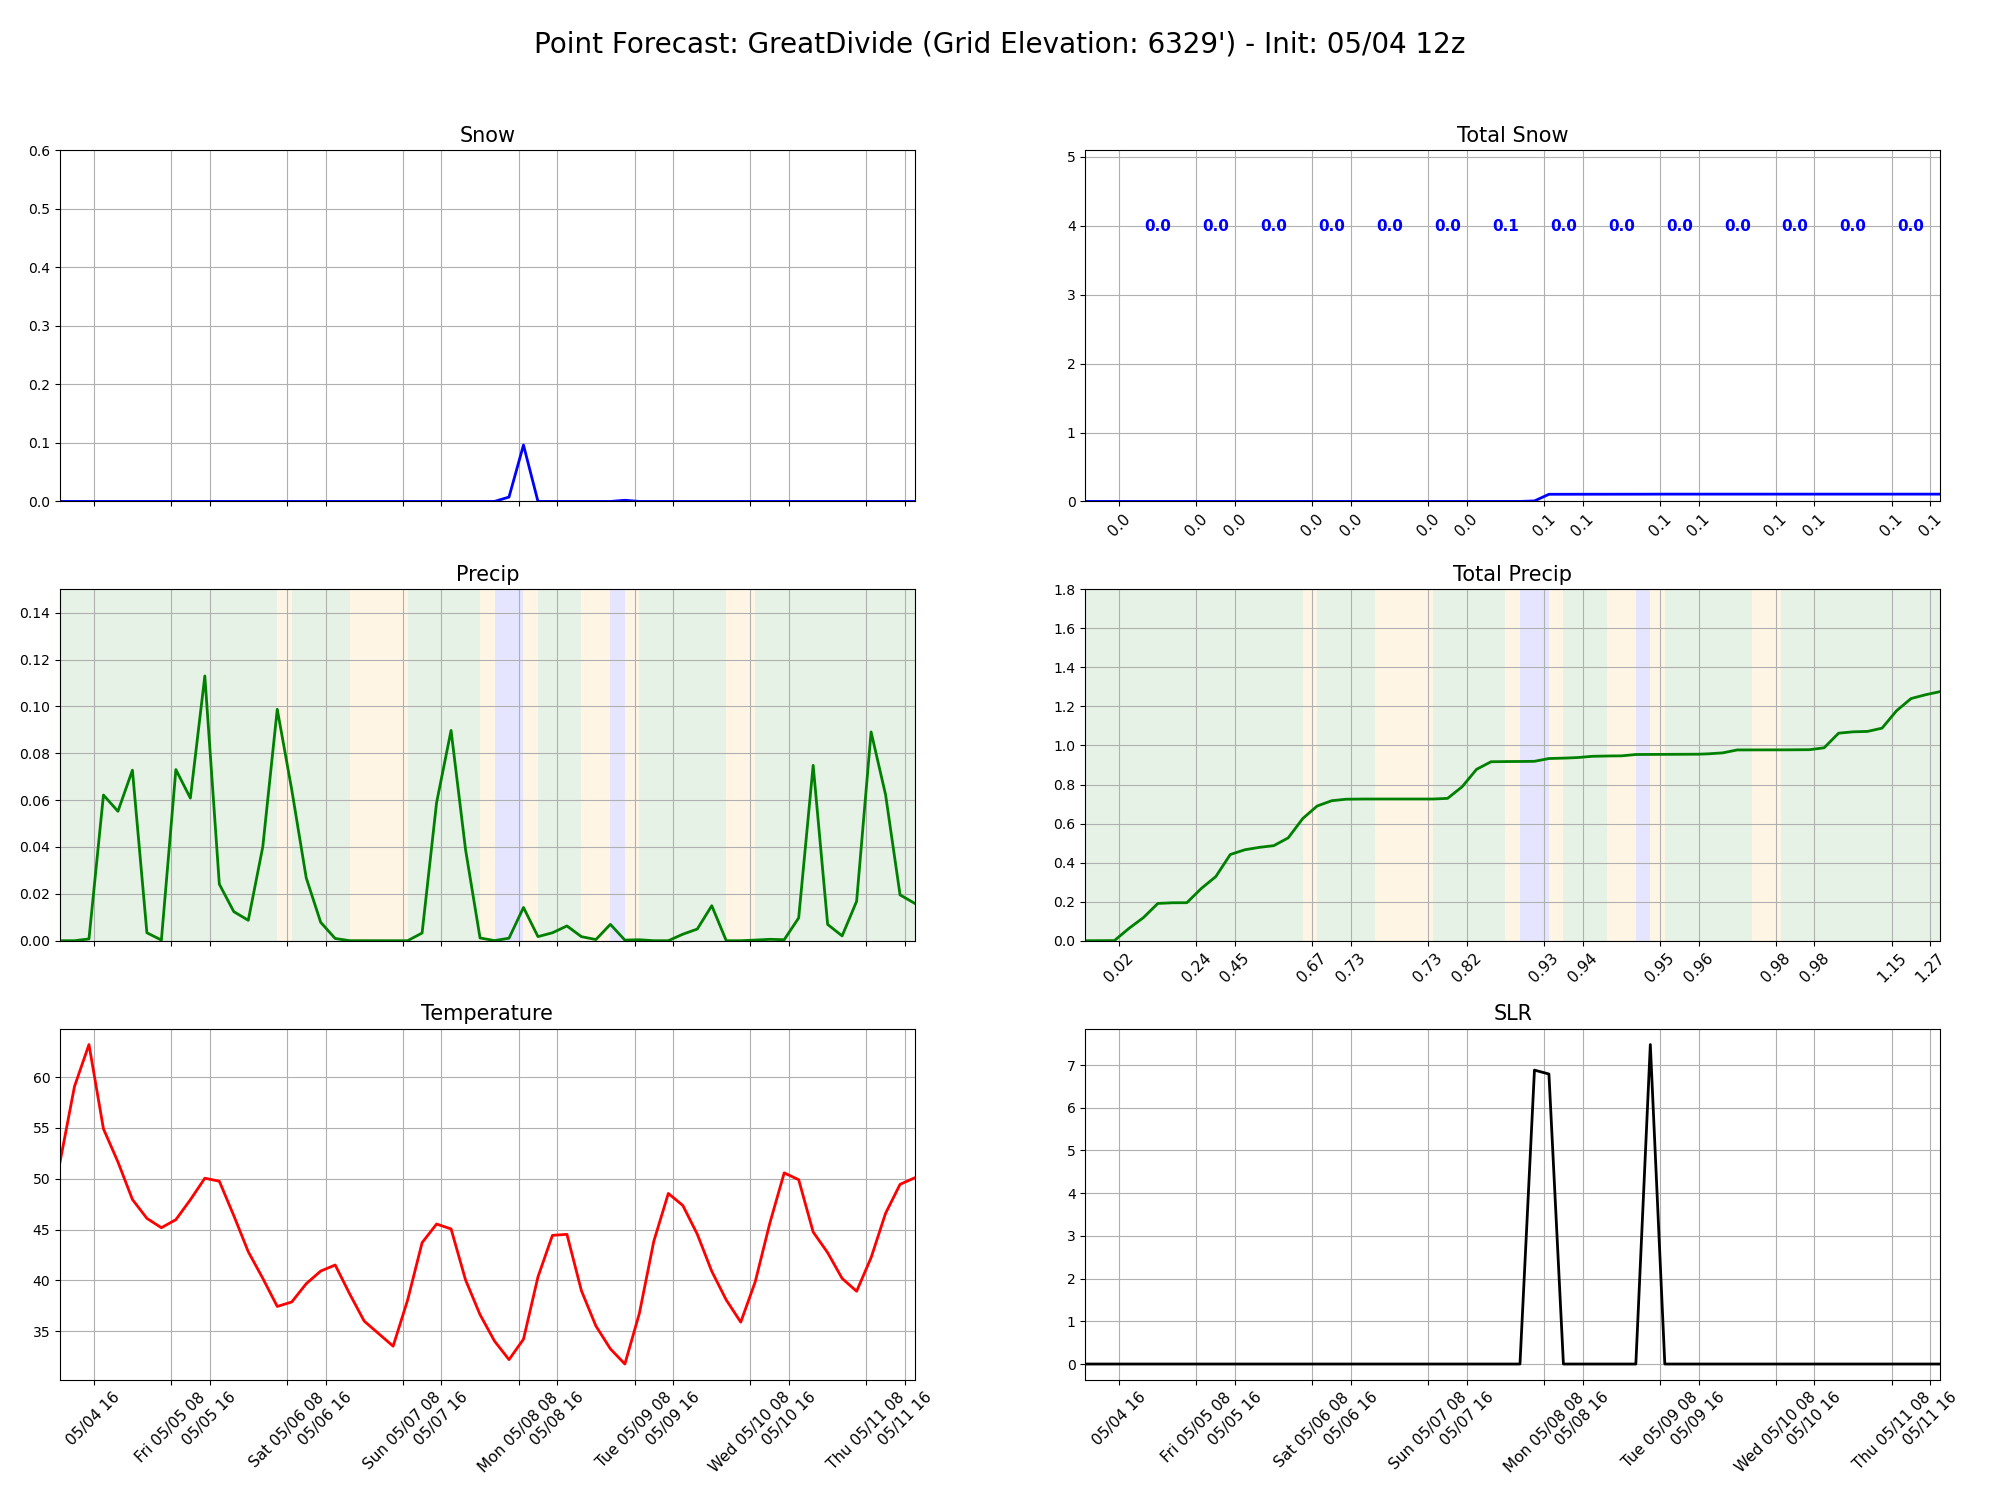 Point Forecast: GreatDivide (Grid Elevation: 6329') - Init: 05/04 12z
Snow
0.6
0.5
0.4
0.3
0.2
0.1
0.0
Total Snow
5
4
3
2
1
0
0.0 0.0 0.0 0.0 0.0 0.0 0.1 0.0 0.0 0.0 0.0 0.0 0.0 0.0
0.0 0.0 0.0 0.0 0.0 0.0 0.0 0.1 0.1 0.1 0.1 0.1 0.1 0.1 0.1
Precip
0.14
0.12
0.10
0.08
0.06
0.04
0.02
0.00
Total Precip
1.8
1.6
1.4
1.2
1.0
0.8
0.6
0.4
0.2
0.0
0.02 0.24 0.45 0.67 0.73 0.73 0.82 0.93 0.94 0.95 0.96 0.98 0.98 1.15 1.27
Temperature
60
55
50
45
40
35
05/04 16
Fri 05/05 08
05/05 16
Sat 05/06 08
05/06 16
Sun 05/07 08
05/07 16
Mon 05/08 08
05/08 16
Tue 05/09 08
05/09 16
Wed 05/10 08
05/10 16
Thu 05/11 08
05/11 16
SLR
7
6
5
4
3
2
1
0
05/04 16
Fri 05/05 08
05/05 16
Sat 05/06 08
05/06 16
Sun 05/07 08
05/07 16
Mon 05/08 08
05/08 16
Tue 05/09 08
05/09 16
Wed 05/10 08
05/10 16
Thu 05/11 08
05/11 16